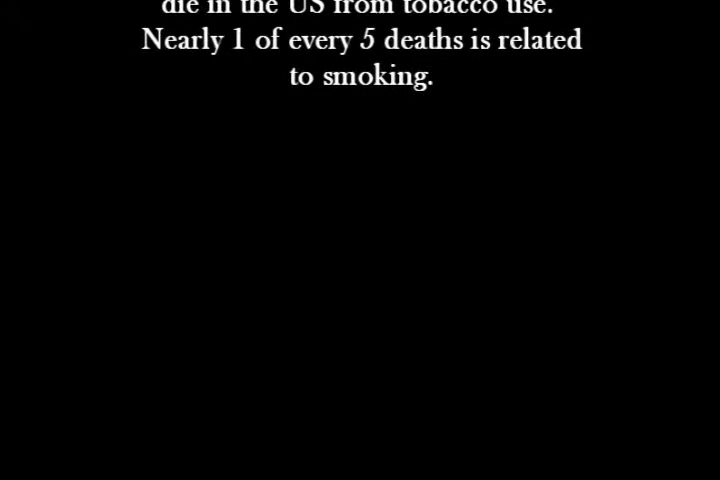 die in the US from tobacco use.
Nearly 1 of every 5 deaths is related
to smoking.